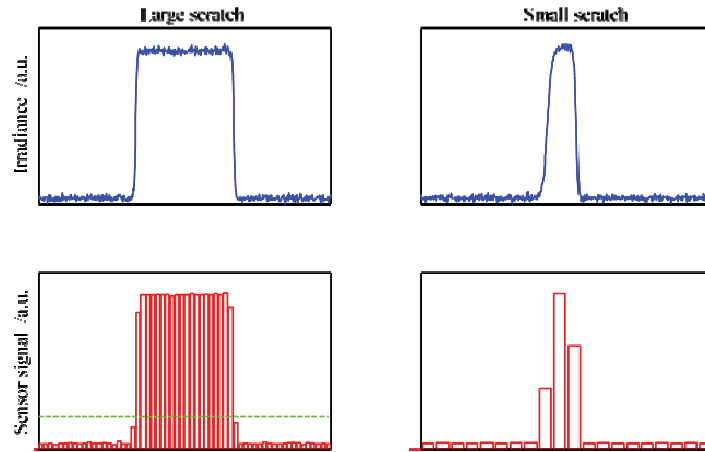 Large scratch
Small scratch
Irradiance /a.u.
Sensor signal /a.u.